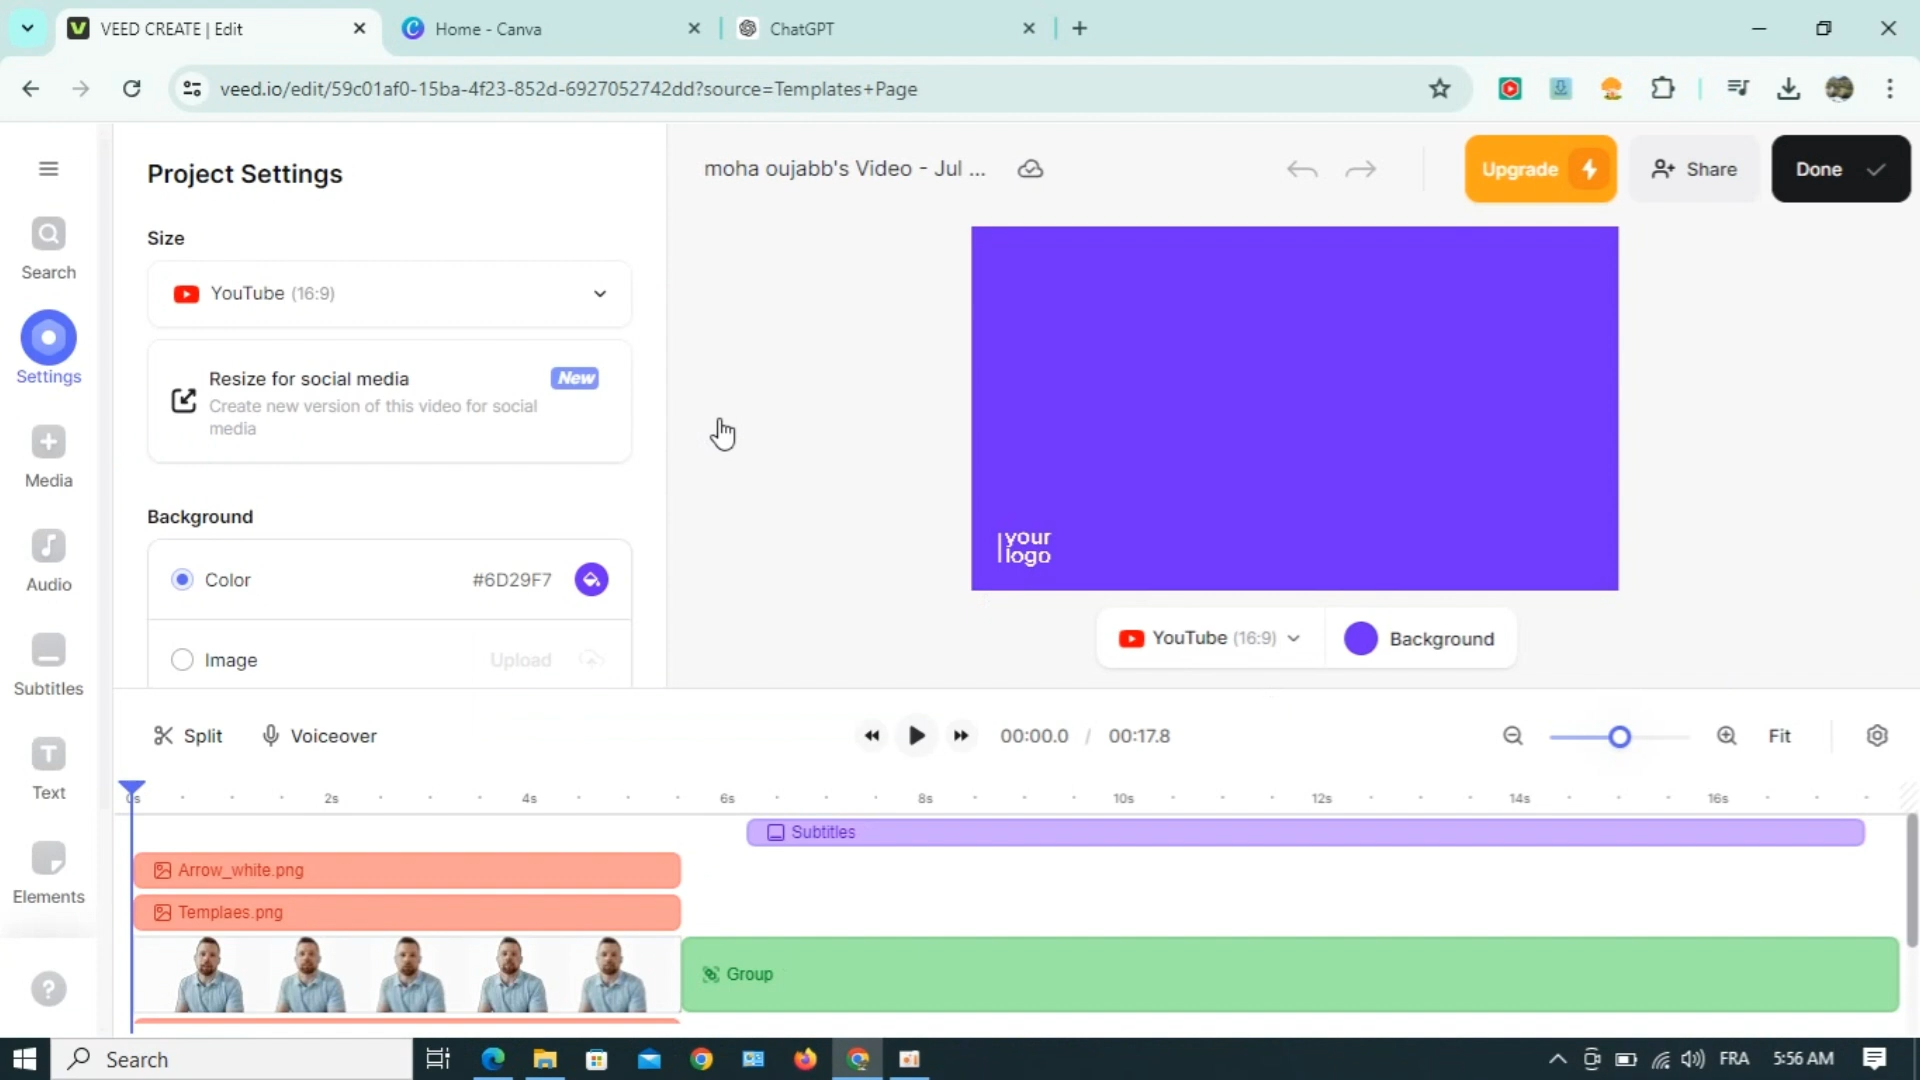 VEED CREATE | Edit
Home - Canva
ChatGPT
veed.io/edit/59c01af0-15ba-4f23-852d-6927052742dd?source=Templates+Page
Project Settings
moha oujabb's Video - Jul ...
Upgrade
Share
Done
Size
YouTube (16:9)
Resize for social media
New
Create new version of this video for social
media
Background
Color
#6D29F7
Image
Upload
Search
Settings
Media
Audio
Subtitles
Text
Elements
your
logo
YouTube (16:9)
Background
Split
Voiceover
00:00.0 / 00:17.8
Fit
0s 2s 4s 6s 8s 10s 12s 14s 16s
Subtitles
Arrow_white.png
Templaes.png
Group
Search
FRA
5:56 AM